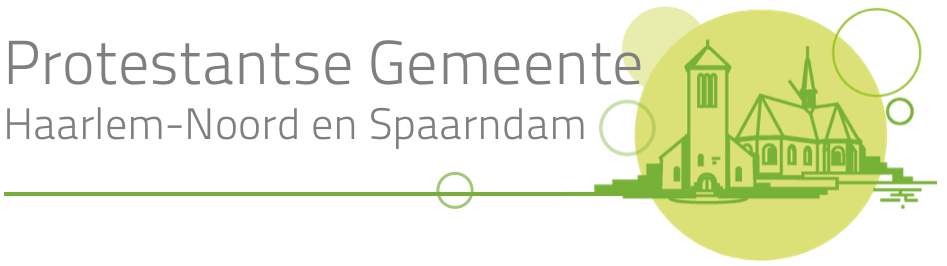 Protestantse Gemeente
Haarlem-Noord en Spaarndam